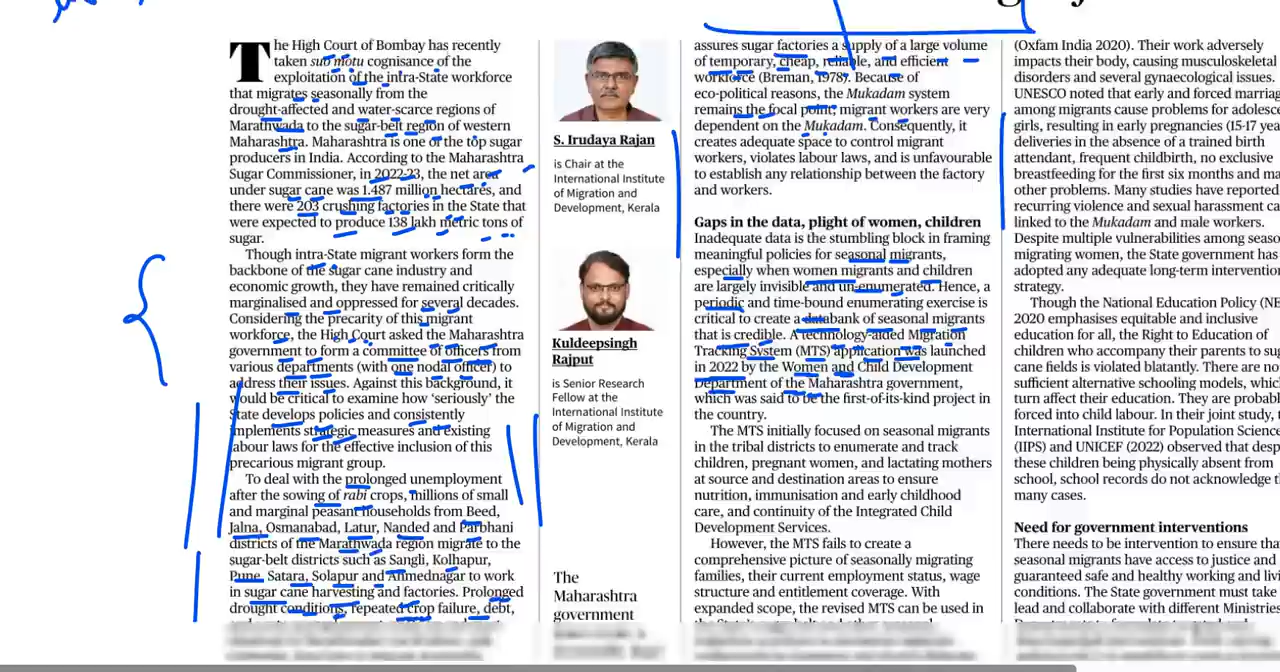 The High Court of Bombay has recently
taken suo motu cognisance of the
exploitation of the intra-State workforce
that migrates seasonally from the
drought-affected and water-scarce regions of
Marathwada to the sugar-belt region of western
Maharashtra. Maharashtra is one of the top sugar
producers in India. According to the Maharashtra
Sugar Commissioner, in 2022-23, the net area
under sugar cane was 1.487 million hectares, and
there were 203 crushing factories in the State that
were expected to produce 138 lakh metric tons of
sugar.
Though intra-State migrant workers form the
backbone of the sugar cane industry and
economic growth, they have remained critically
marginalised and oppressed for several decades.
Considering the precarity of this migrant
workforce, the High Court asked the Maharashtra
government to form a committee of officers from
various departments (with one nodal officer) to
address their issues. Against this background, it
would be critical to examine how 'seriously' the
State develops policies and consistently
implements strategic measures and existing
labour laws for the effective inclusion of this
precarious migrant group.
To deal with the prolonged unemployment
after the sowing of rabi crops, millions of small
and marginal peasant households from Beed,
Jalna, Osmanabad, Latur, Nanded and Parbhani
districts of the Marathwada region migrate to the
sugar-belt districts such as Sangli, Kolhapur,
Pune, Satara, Solapur and Ahmednagar to work
in sugar cane harvesting and factories. Prolonged
drought conditions, repeated crop failure, debt,
S. Irudaya Rajan
is Chair at the
International Institute
of Migration and
Development, Kerala
Kuldeepsingh
Rajput
is Senior Research
Fellow at the
International Institute
of Migration and
Development, Kerala
The
Maharashtra
government
assures sugar factories a supply of a large volume
of temporary, cheap, reliable, and efficient
workforce (Breman, 1978). Because of
eco-political reasons, the Mukadam system
remains the focal point; migrant workers are very
dependent on the Mukadam. Consequently, it
creates adequate space to control migrant
workers, violates labour laws, and is unfavourable
to establish any relationship between the factory
and workers.
Gaps in the data, plight of women, children
Inadequate data is the stumbling block in framing
meaningful policies for seasonal migrants,
especially when women migrants and children
are largely invisible and un-enumerated. Hence, a
periodic and time-bound enumerating exercise is
critical to create a databank of seasonal migrants
that is credible. A technology-aided Migration
Tracking System (MTS) application was launched
in 2022 by the Women and Child Development
Department of the Maharashtra government,
which was said to be the first-of-its-kind project in
the country.
The MTS initially focused on seasonal migrants
in the tribal districts to enumerate and track
children, pregnant women, and lactating mothers
at source and destination areas to ensure
nutrition, immunisation and early childhood
care, and continuity of the Integrated Child
Development Services.
However, the MTS fails to create a
comprehensive picture of seasonally migrating
families, their current employment status, wage
structure and entitlement coverage. With
expanded scope, the revised MTS can be used in
(Oxfam India 2020). Their work adversely
impacts their body, causing musculoskeletal
disorders and several gynaecological issues.
UNESCO noted that early and forced marriag
among migrants cause problems for adolesc
girls, resulting in early pregnancies (15-17 yea
deliveries in the absence of a trained birth
attendant, frequent childbirth, no exclusive
breastfeeding for the first six months and ma
other problems. Many studies have reported
recurring violence and sexual harassment ca
linked to the Mukadam and male workers.
Despite multiple vulnerabilities among seaso
migrating women, the State government has
adopted any adequate long-term intervention
strategy.
Though the National Education Policy (NE
2020 emphasises equitable and inclusive
education for all, the Right to Education of
children who accompany their parents to sug
cane fields is violated blatantly. There are no
sufficient alternative schooling models, which
turn affect their education. They are probabl
forced into child labour. In their joint study, I
International Institute for Population Science
(IIPS) and UNICEF (2022) observed that desp
these children being physically absent from
school, school records do not acknowledge t
many cases.
Need for government interventions
There needs to be intervention to ensure tha
seasonal migrants have access to justice and
guaranteed safe and healthy working and livi
conditions. The State government must take
lead and collaborate with different Ministries